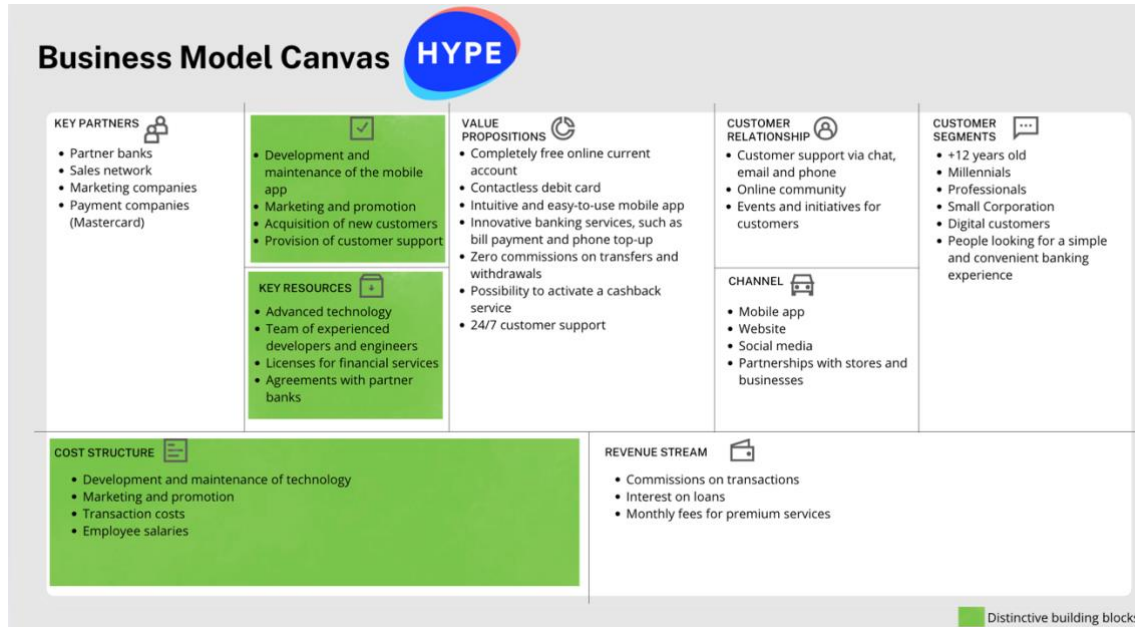 Business Model Canvas
HYPE
KEY PARTNERS
• Partner banks
• Sales network
• Marketing companies
• Payment companies
(Mastercard)
• Development and
maintenance of the mobile
app
• Marketing and promotion
• Acquisition of new customers
• Provision of customer support
KEY RESOURCES
• Advanced technology
• Team of experienced
developers and engineers
• Licenses for financial services
• Agreements with partner
banks
VALUE
PROPOSITIONS
• Completely free online current
account
• Contactless debit card
• Intuitive and easy-to-use mobile app
• Innovative banking services, such as
bill payment and phone top-up
• Zero commissions on transfers and
withdrawals
• Possibility to activate a cashback
service
• 24/7 customer support
CUSTOMER
RELATIONSHIP
• Customer support via chat,
email and phone
• Online community
• Events and initiatives for
customers
CHANNEL
• Mobile app
• Website
• Social media
• Partnerships with stores and
businesses
CUSTOMER
SEGMENTS
• +12 years old
• Millennials
• Professionals
• Small Corporation
• Digital customers
• People looking for a simple
and convenient banking
experience
COST STRUCTURE
• Development and maintenance of technology
• Marketing and promotion
• Transaction costs
• Employee salaries
REVENUE STREAM
• Commissions on transactions
• Interest on loans
• Monthly fees for premium services
Distinctive building blocks